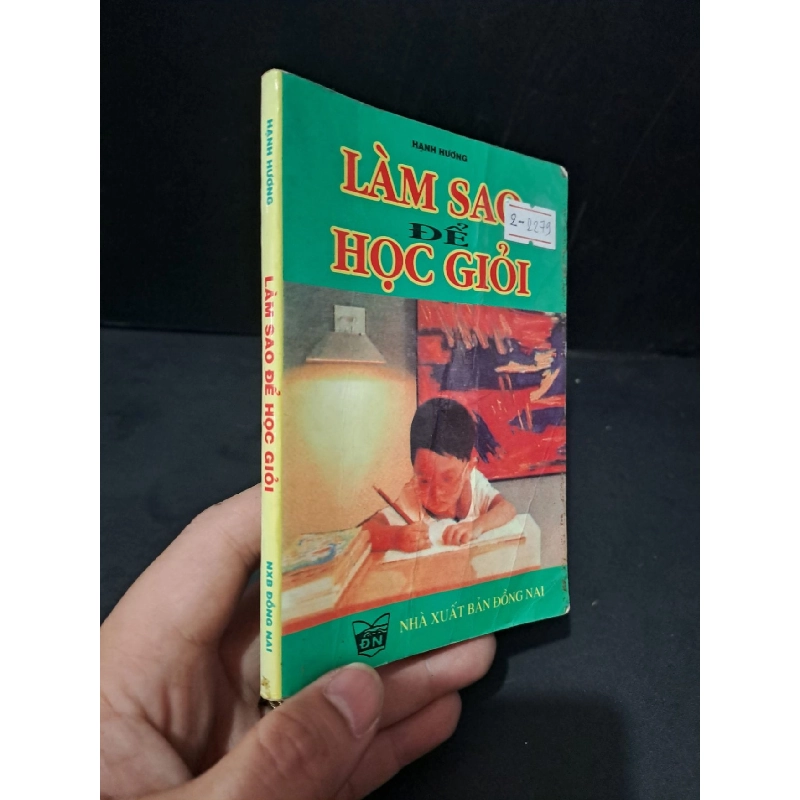 HẠNH HƯƠNG
LÀM SAO ĐỂ HỌC GIỎI
NXB ĐỒNG NAI
HẠNH HƯƠNG
LÀM SAO
2-2279
ĐỂ
HỌC GIỎI
ĐN
NHÀ XUẤT BẢN ĐỒNG NAI